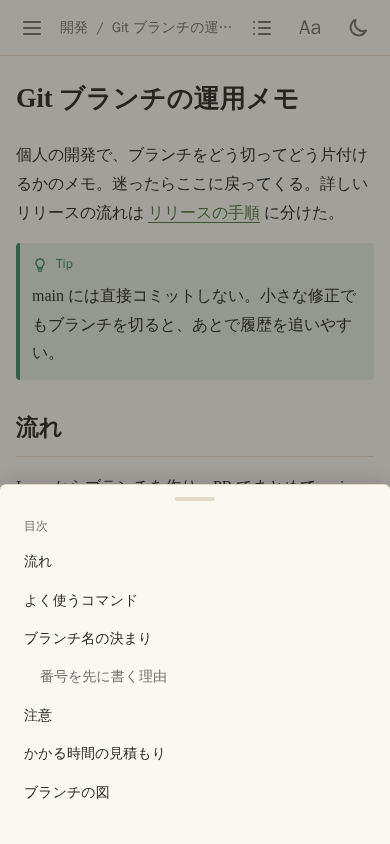 開発 / Git ブランチの運…
Aa
Git ブランチの運用メモ
個人の開発で、ブランチをどう切ってどう片付け
るかのメモ。迷ったらここに戻ってくる。詳しい
リリースの流れは リリースの手順 に分けた。
Tip
main には直接コミットしない。小さな修正で
もブランチを切ると、あとで履歴を追いやす
い。
流れ
目次
流れ
よく使うコマンド
ブランチ名の決まり
番号を先に書く理由
注意
かかる時間の見積もり
ブランチの図